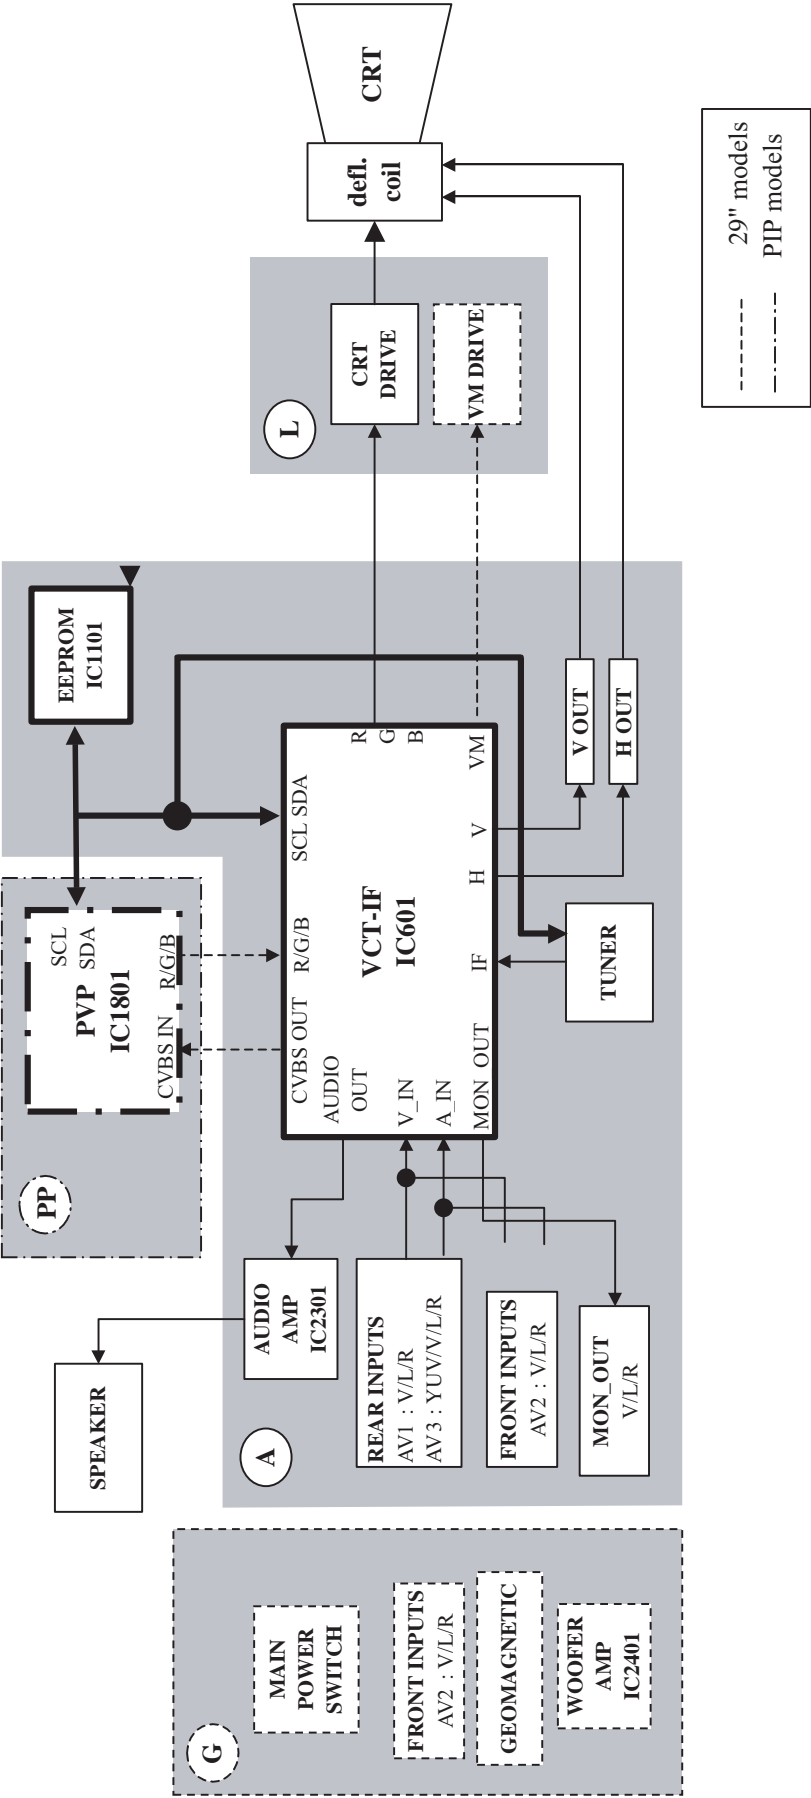 G
MAIN
POWER
SWITCH
FRONT INPUTS
AV2 : V/L/R
GEOMAGNETIC
WOOFER
AMP
IC2401
SPEAKER
A
AUDIO
AMP
IC2301
REAR INPUTS
AV1 : V/L/R
AV3 : YUV/V/L/R
FRONT INPUTS
AV2 : V/L/R
MON_OUT
V/L/R
PP
PVP
IC1801
SCL
SDA
CVBS IN
R/G/B
EEPROM
IC1101
CVBS OUT
R/G/B
SCL SDA
AUDIO
OUT
V_IN
A_IN
MON OUT
VCT-IF
IC601
IF
H
V
VM
R
G
B
TUNER
V OUT
H OUT
L
CRT
DRIVE
VM DRIVE
defl.
coil
CRT
29" models
PIP models